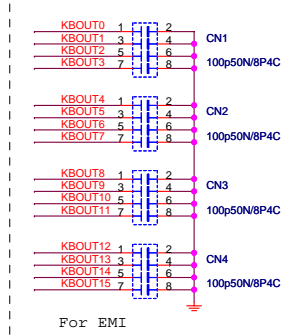 KBOUT0 1 2
KBOUT1 3 4 CN1
KBOUT2 5 6
KBOUT3 7 8 100p50N/8P4C
KBOUT4 1 2
KBOUT5 3 4 CN2
KBOUT6 5 6
KBOUT7 7 8 100p50N/8P4C
KBOUT8 1 2
KBOUT9 3 4 CN3
KBOUT10 5 6
KBOUT11 7 8 100p50N/8P4C
KBOUT12 1 2
KBOUT13 3 4 CN4
KBOUT14 5 6
KBOUT15 7 8 100p50N/8P4C
For EMI